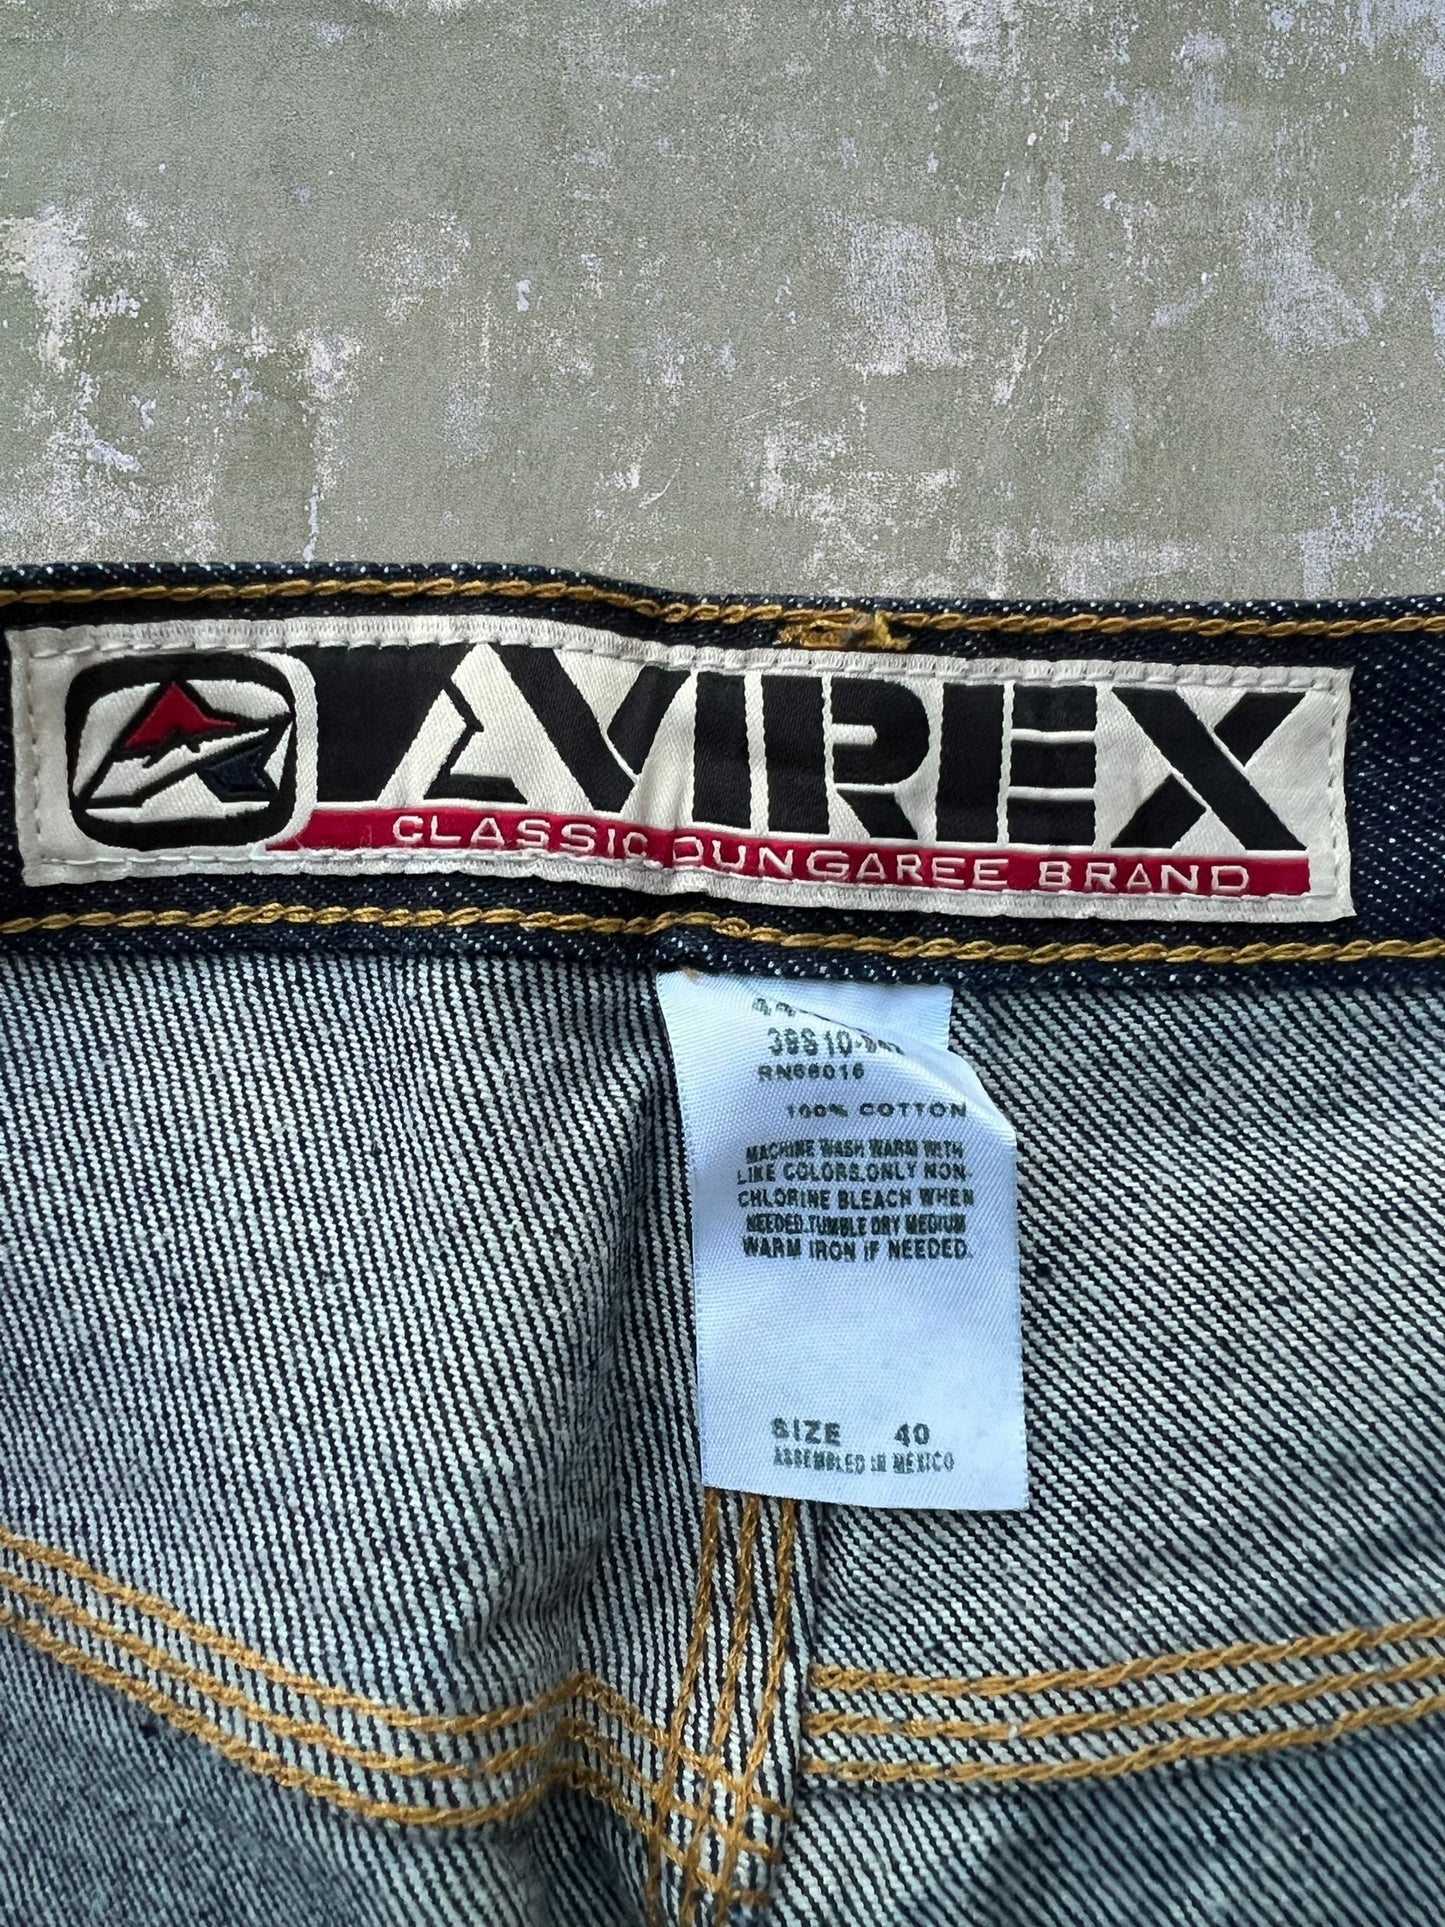 AVIREX
CLASSIC DUNGAREE BRAND
100% COTTON
MACHINE WASH WARM WITH
LIKE COLORS.ONLY NON-
CHLORINE BLEACH WHEN
NEEDED.TUMBLE DRY MEDIUM
WARM IRON IF NEEDED.
SIZE 40
ASSEMBLED IN MEXICO